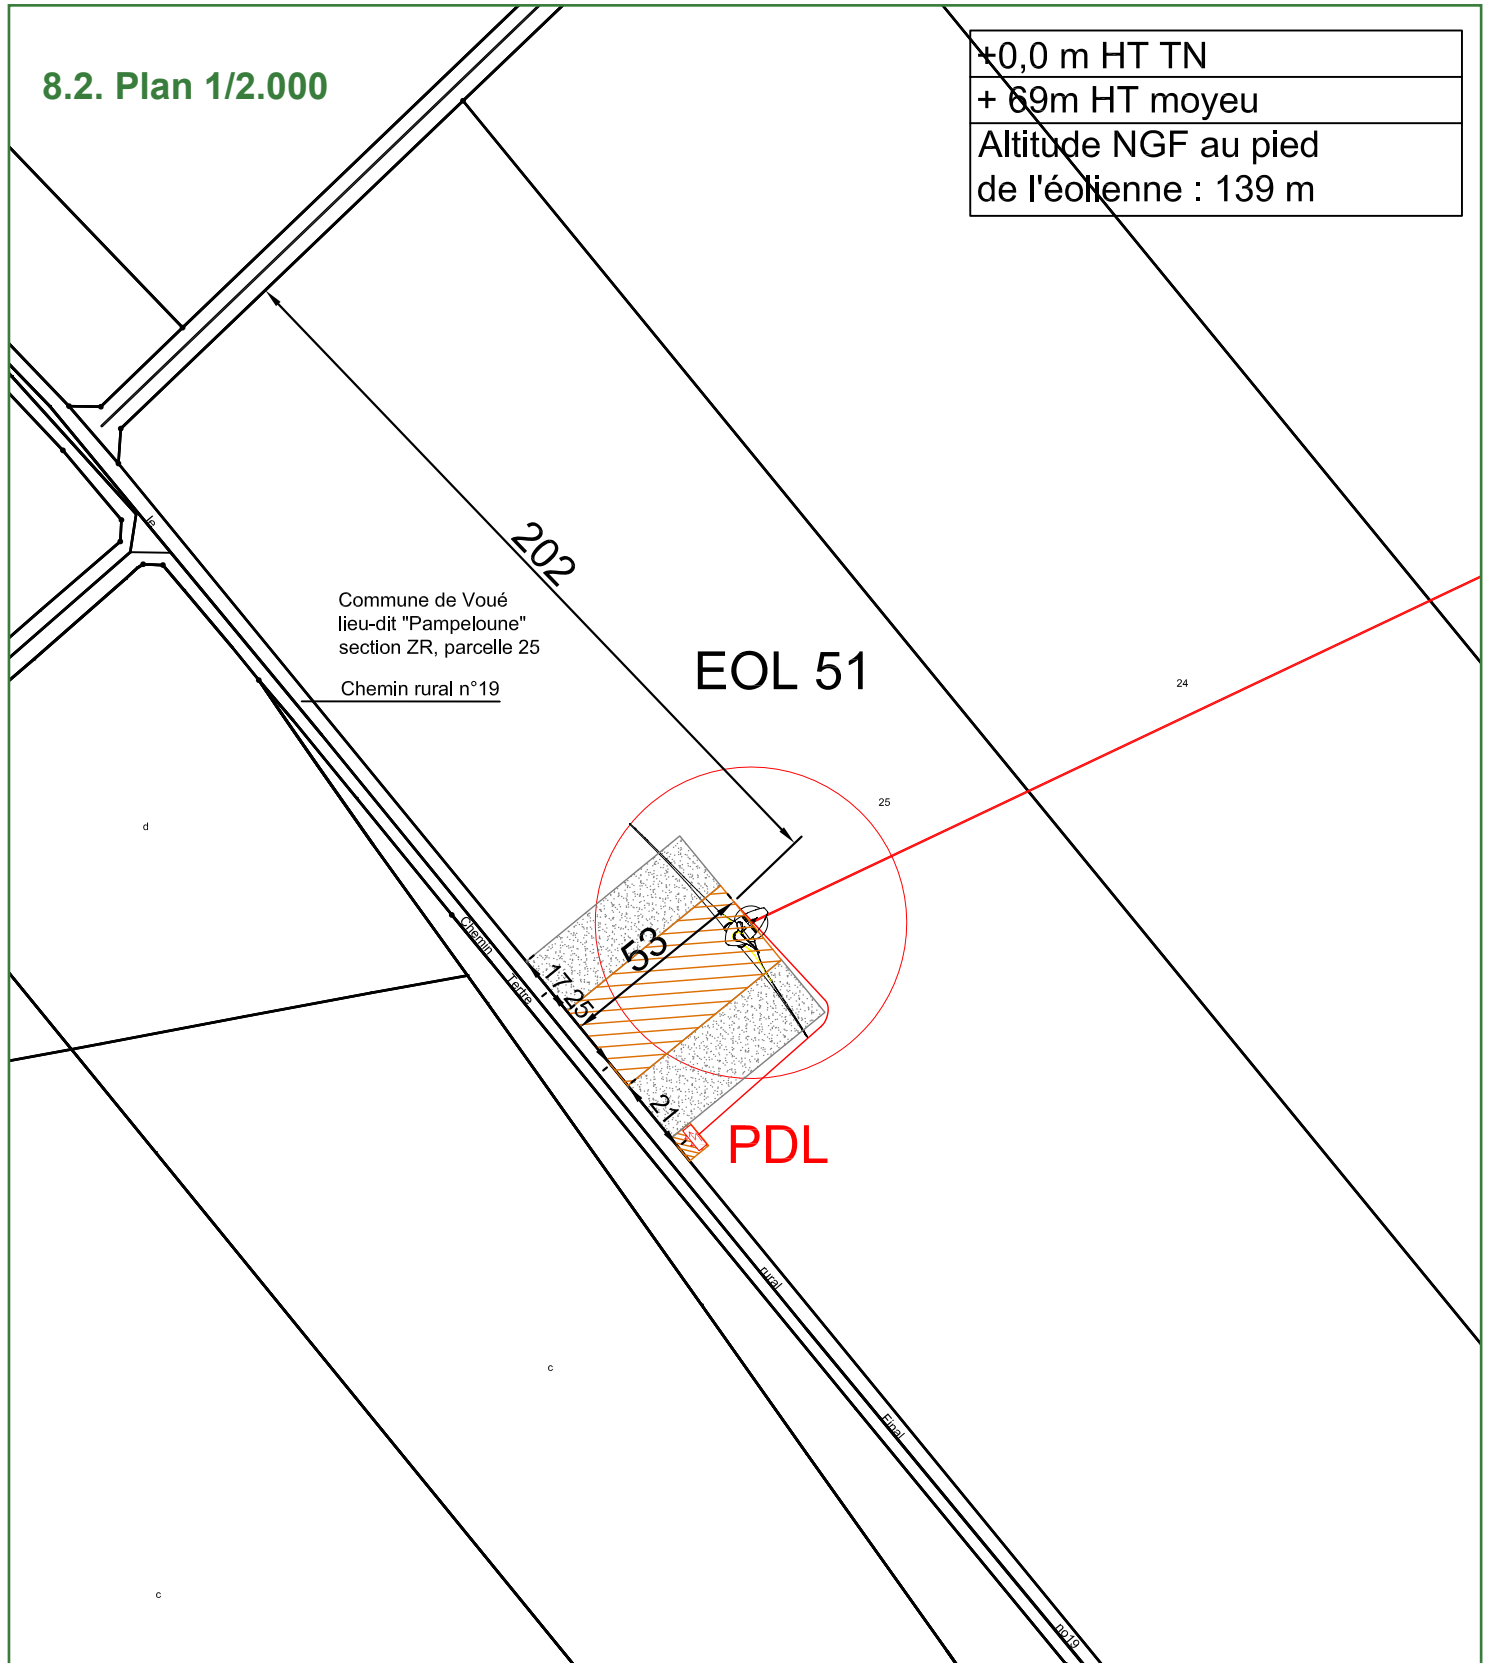 8.2. Plan 1/2.000
+0,0 m HT TN
+ 69m HT moyeu
Altitude NGF au pied
de l'éolienne : 139 m
le
202
Commune de Voué
lieu-dit "Pampeloune"
section ZR, parcelle 25
Chemin rural n°19
EOL 51
24
25
d
Chemin
Tertre
53
17
25
21
PDL
rural
c
Final
c
no19